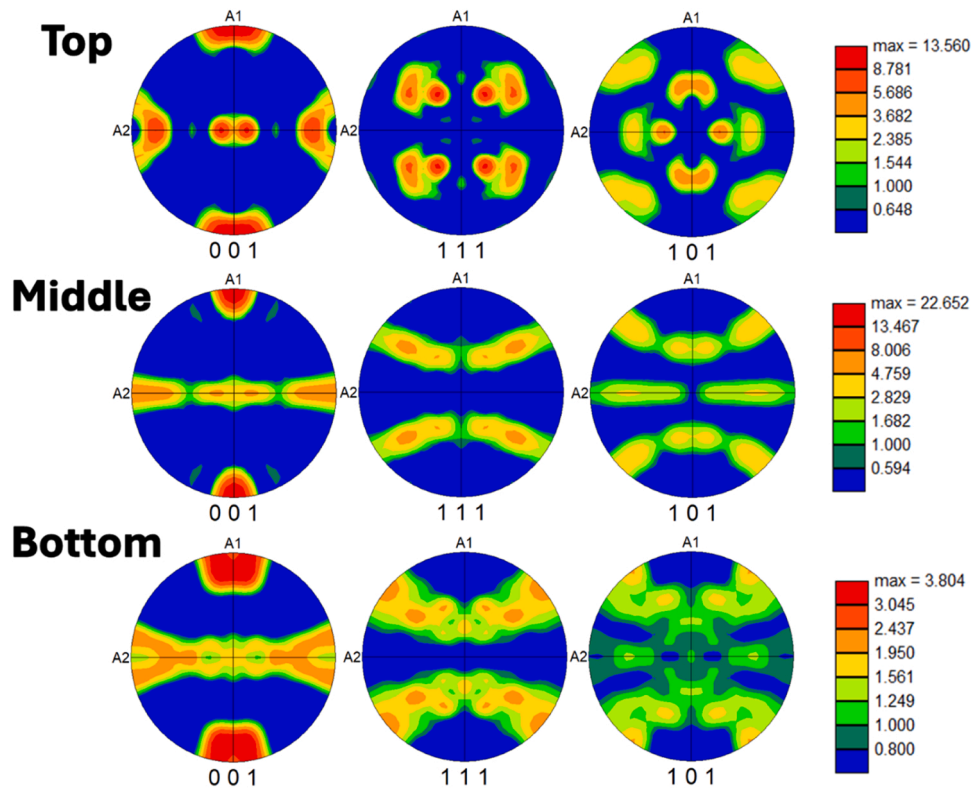 Top
A1
A2
0 0 1
A1
A2
1 1 1
A1
A2
1 0 1
max = 13.560
8.781
5.686
3.682
2.385
1.544
1.000
0.648
Middle
A1
A2
0 0 1
A1
A2
1 1 1
A1
A2
1 0 1
max = 22.652
13.467
8.006
4.759
2.829
1.682
1.000
0.594
Bottom
A1
A2
0 0 1
A1
A2
1 1 1
A1
A2
1 0 1
max = 3.804
3.045
2.437
1.950
1.561
1.249
1.000
0.800